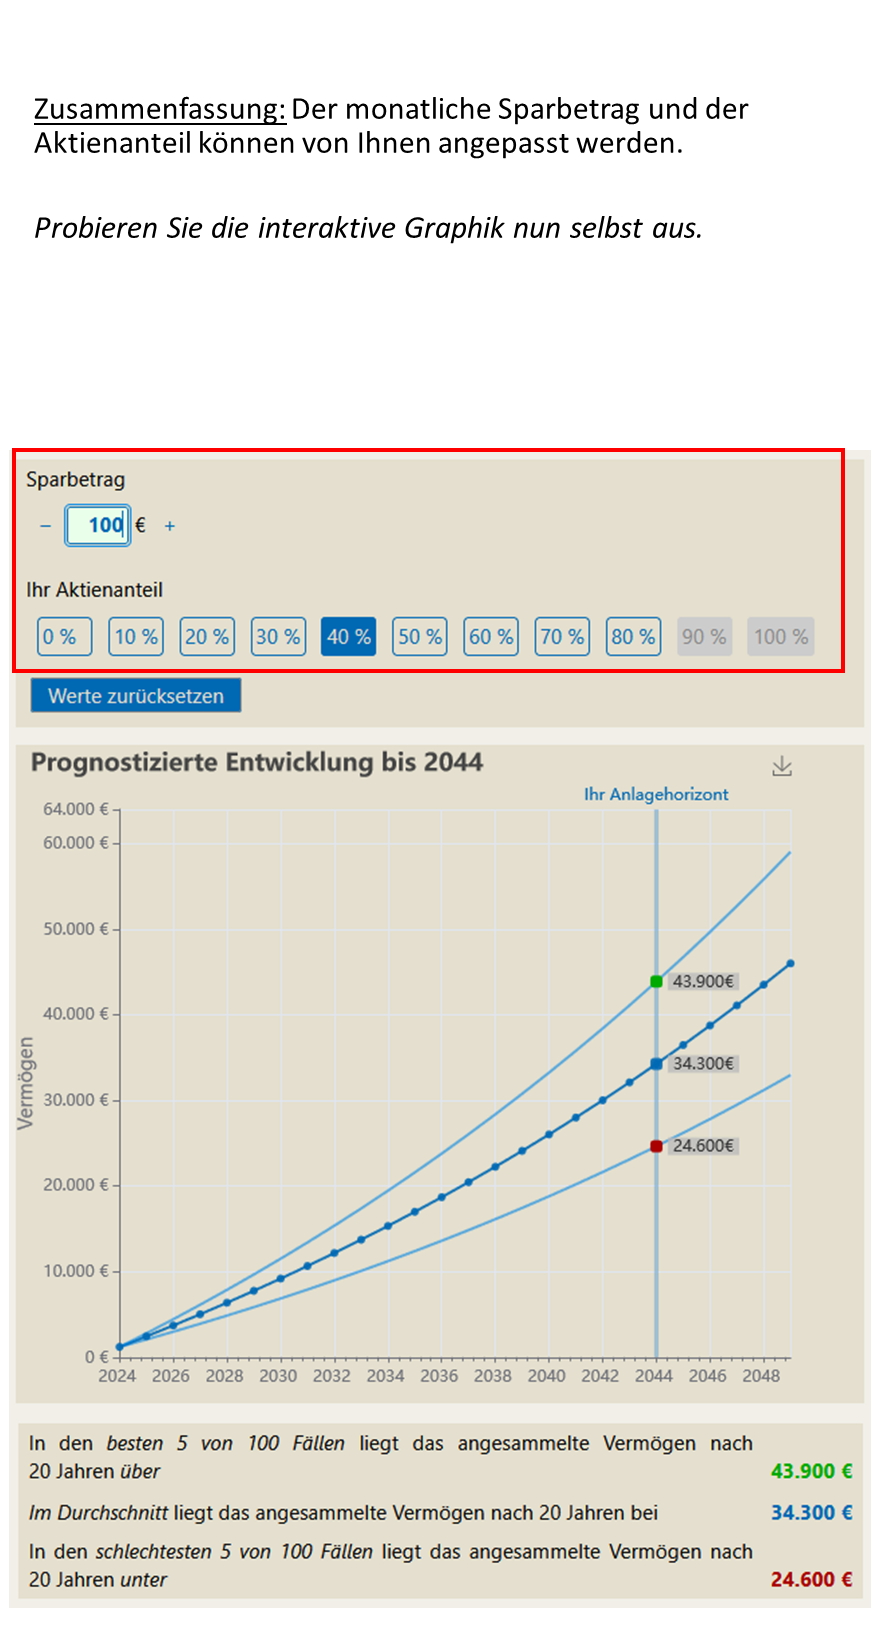 Zusammenfassung: Der monatliche Sparbetrag und der
Aktienanteil können von Ihnen angepasst werden.
Probieren Sie die interaktive Graphik nun selbst aus.
Sparbetrag
− 100 € +
Ihr Aktienanteil
0 % 10 % 20 % 30 % 40 % 50 % 60 % 70 % 80 % 90 % 100 %
Werte zurücksetzen
Prognostizierte Entwicklung bis 2044
Ihr Anlagehorizont
64.000 €
60.000 €
50.000 €
43.900€
40.000 €
34.300€
Vermögen
30.000 €
24.600€
20.000 €
10.000 €
0 €
2024 2026 2028 2030 2032 2034 2036 2038 2040 2042 2044 2046 2048
In den besten 5 von 100 Fällen liegt das angesammelte Vermögen nach
20 Jahren über 43.900 €
Im Durchschnitt liegt das angesammelte Vermögen nach 20 Jahren bei 34.300 €
In den schlechtesten 5 von 100 Fällen liegt das angesammelte Vermögen nach
20 Jahren unter 24.600 €